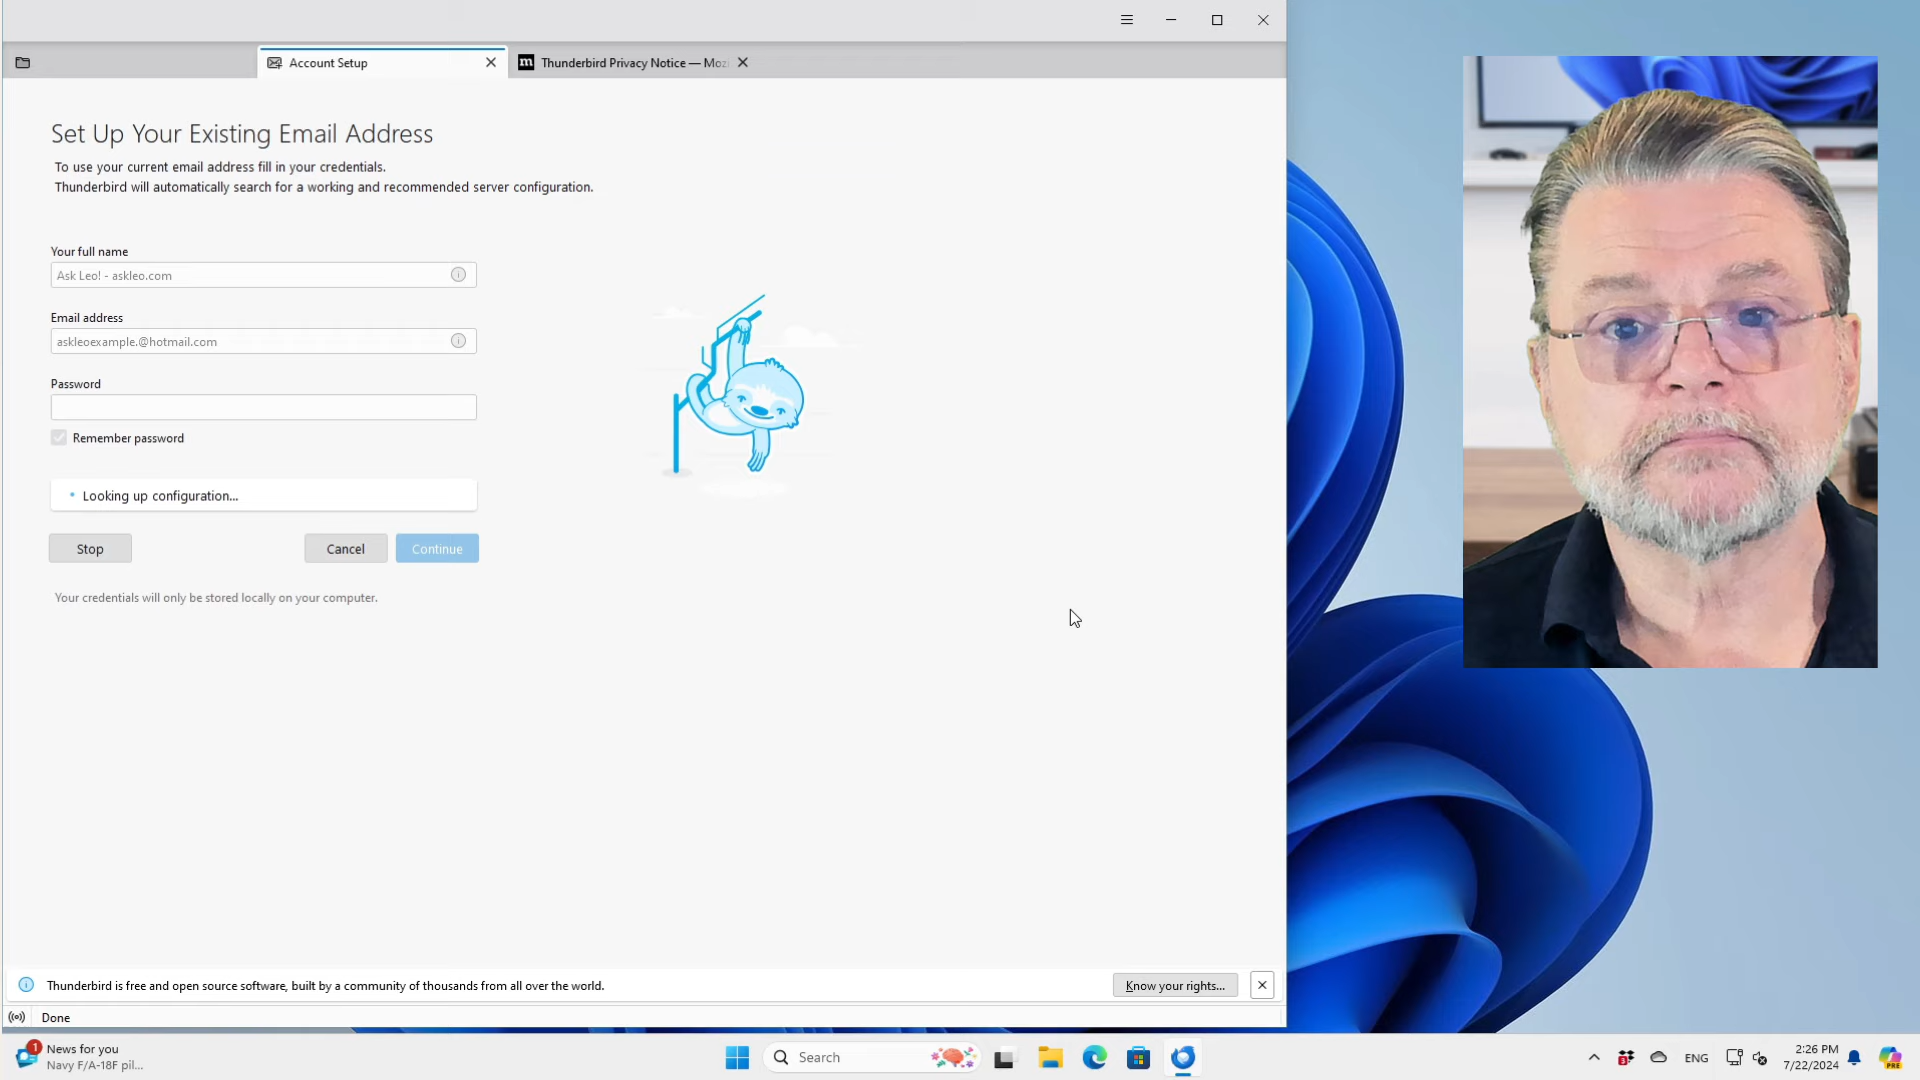 Account Setup
Thunderbird Privacy Notice — Moz
Set Up Your Existing Email Address
To use your current email address fill in your credentials.
Thunderbird will automatically search for a working and recommended server configuration.
Your full name
Ask Leo! - askleo.com
Email address
askleoexample.@hotmail.com
Password
Remember password
Looking up configuration...
Stop
Cancel
Continue
Your credentials will only be stored locally on your computer.
Thunderbird is free and open source software, built by a community of thousands from all over the world.
Know your rights...
Done
1
News for you
Navy F/A-18F pil...
Search
ENG
2:26 PM
7/22/2024
PRE